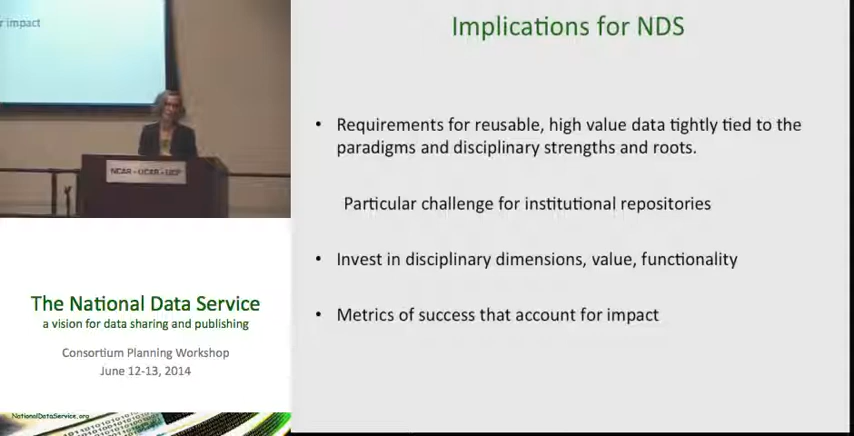 r impact
NCAR - UCAR - UCP
The National Data Service
a vision for data sharing and publishing
Consortium Planning Workshop
June 12-13, 2014
NationalDataService.org
Implications for NDS
• Requirements for reusable, high value data tightly tied to the
paradigms and disciplinary strengths and roots.
Particular challenge for institutional repositories
• Invest in disciplinary dimensions, value, functionality
• Metrics of success that account for impact